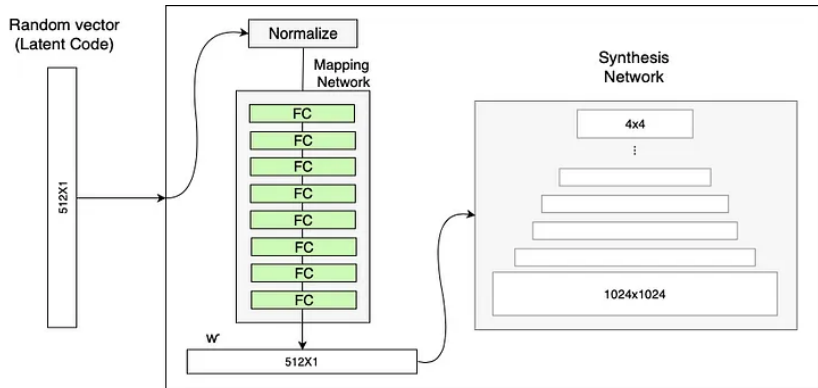 Random vector
(Latent Code)
512X1
Normalize
Mapping
Network
FC
FC
FC
FC
FC
FC
FC
FC
w
512X1
Synthesis
Network
4x4
1024x1024